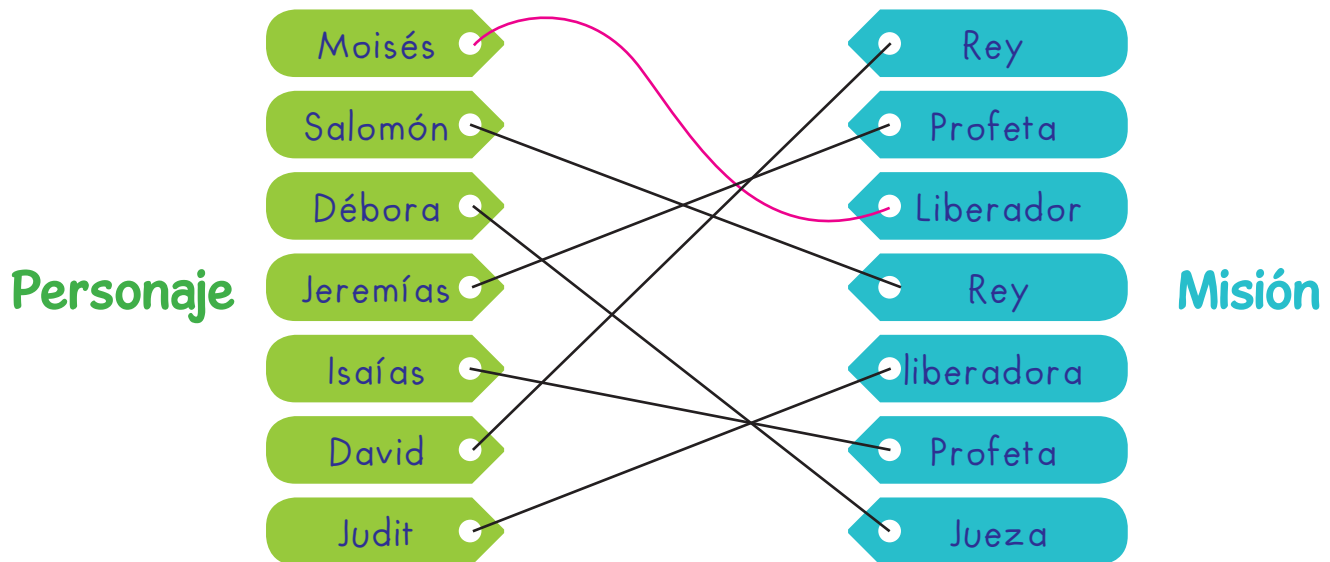 Moisés
Rey
Salomón
Profeta
Débora
Liberador
Personaje
Jeremías
Rey
Misión
Isaías
liberadora
David
Profeta
Judit
Jueza